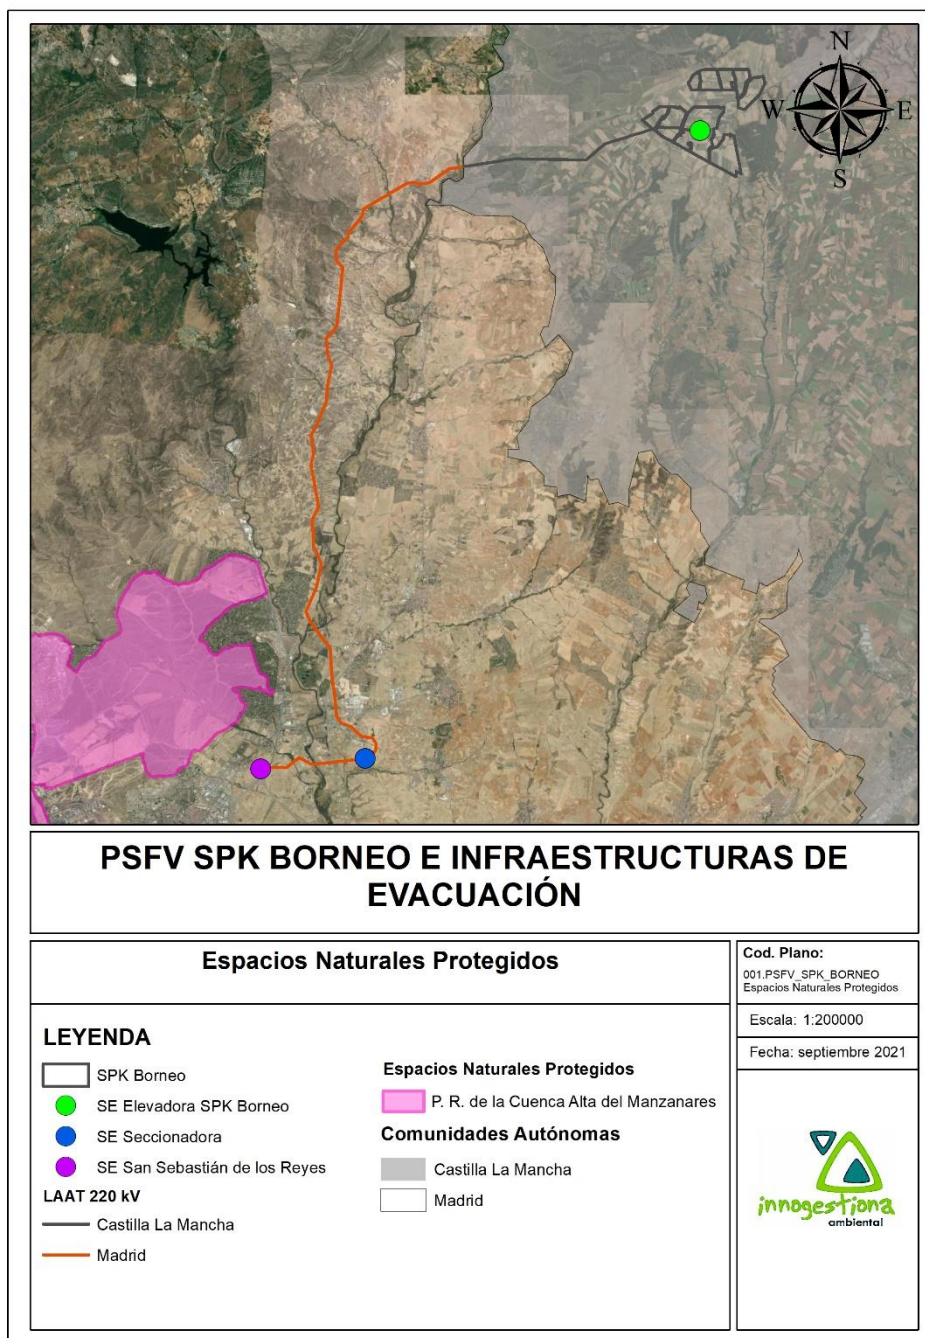 N
W
E
S
PSFV SPK BORNEO E INFRAESTRUCTURAS DE
EVACUACIÓN
Espacios Naturales Protegidos
Cod. Plano:
001.PSFV_SPK_BORNEO
Espacios Naturales Protegidos
Escala: 1:200000
Fecha: septiembre 2021
LEYENDA
SPK Borneo
SE Elevadora SPK Borneo
SE Seccionadora
SE San Sebastián de los Reyes
LAAT 220 kV
Castilla La Mancha
Madrid
Espacios Naturales Protegidos
P. R. de la Cuenca Alta del Manzanares
Comunidades Autónomas
Castilla La Mancha
Madrid
innogestiona
ambiental